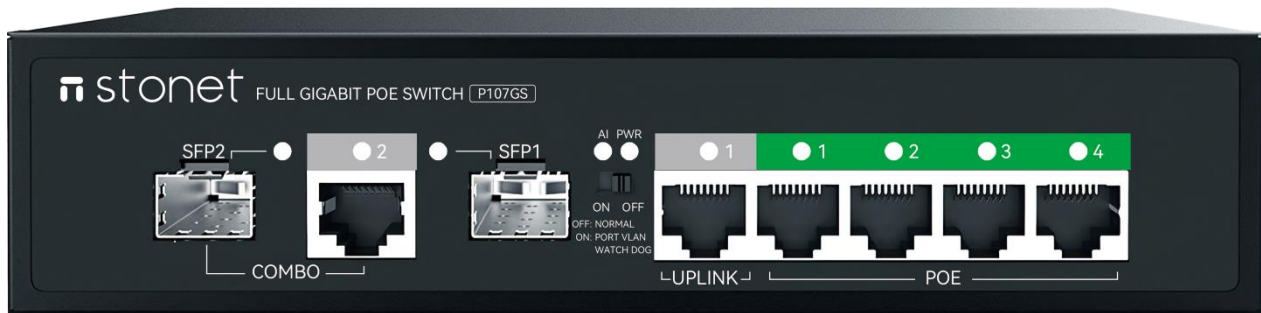 stonet FULL GIGABIT POE SWITCH P107GS
SFP2
2
SFP1
AI PWR
1
1 2 3 4
ON OFF
OFF: NORMAL
ON: PORT VLAN
WATCH DOG
COMBO
UPLINK
POE